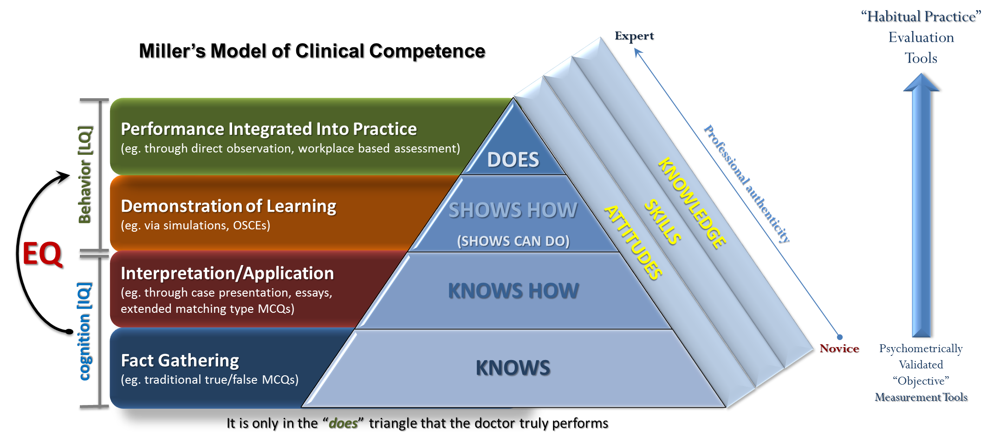 Miller's Model of Clinical Competence
Performance Integrated Into Practice
(eg. through direct observation, workplace based assessment)
Demonstration of Learning
(eg. via simulations, OSCEs)
Interpretation/Application
(eg. through case presentation, essays,
extended matching type MCQs)
Fact Gathering
(eg. traditional true/false MCQs)
Behavior [LQ]
EQ
cognition [IQ]
DOES
SHOWS HOW
(SHOWS CAN DO)
KNOWS HOW
KNOWS
ATTITUDES
SKILLS
KNOWLEDGE
Expert
Professional authenticity
Novice
“Habitual Practice”
Evaluation
Tools
Psychometrically
Validated
“Objective”
Measurement Tools
It is only in the “does” triangle that the doctor truly performs